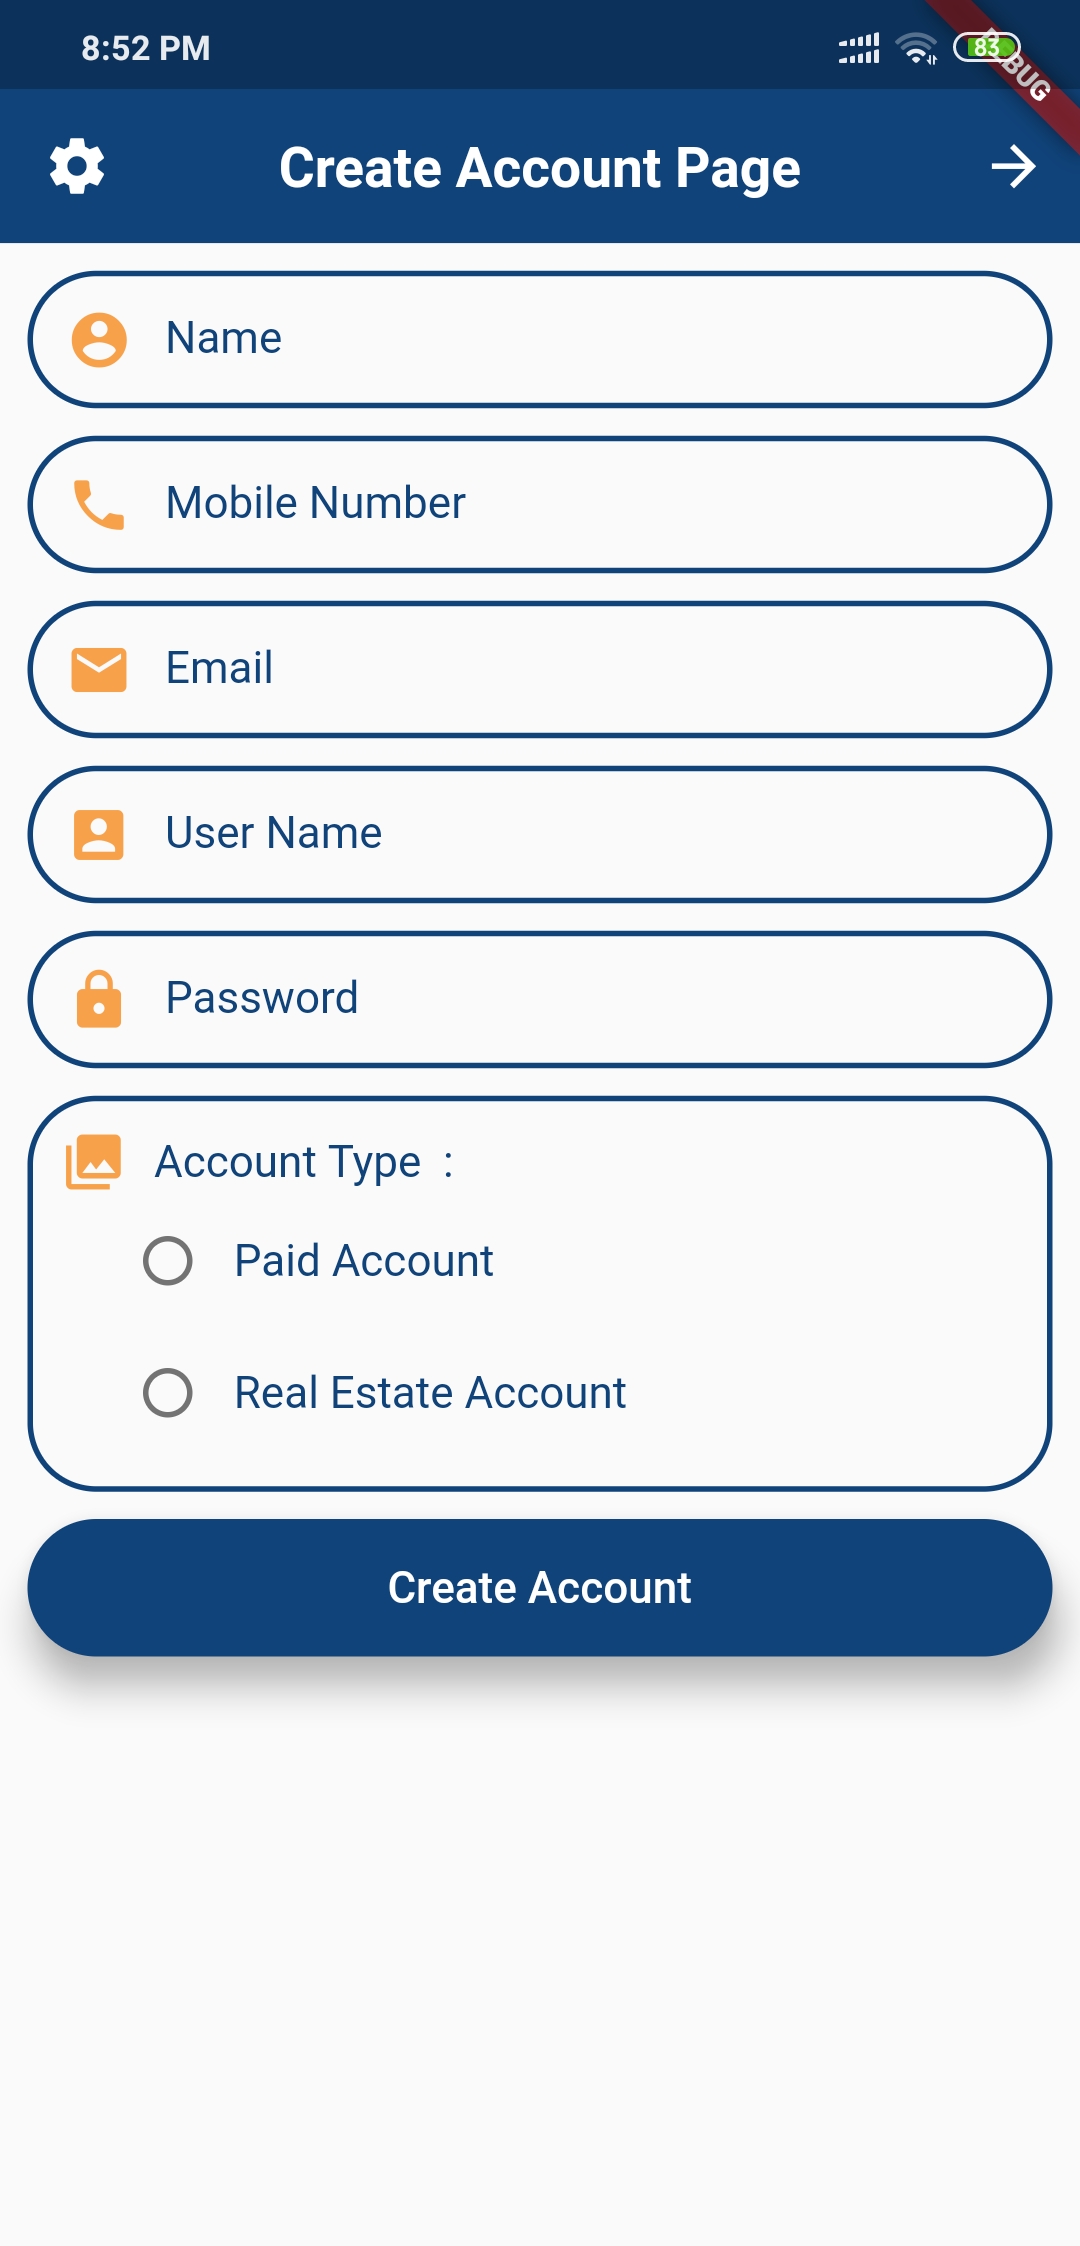 8:52 PM
83
DEBUG
Create Account Page
Name
Mobile Number
Email
User Name
Password
Account Type :
Paid Account
Real Estate Account
Create Account